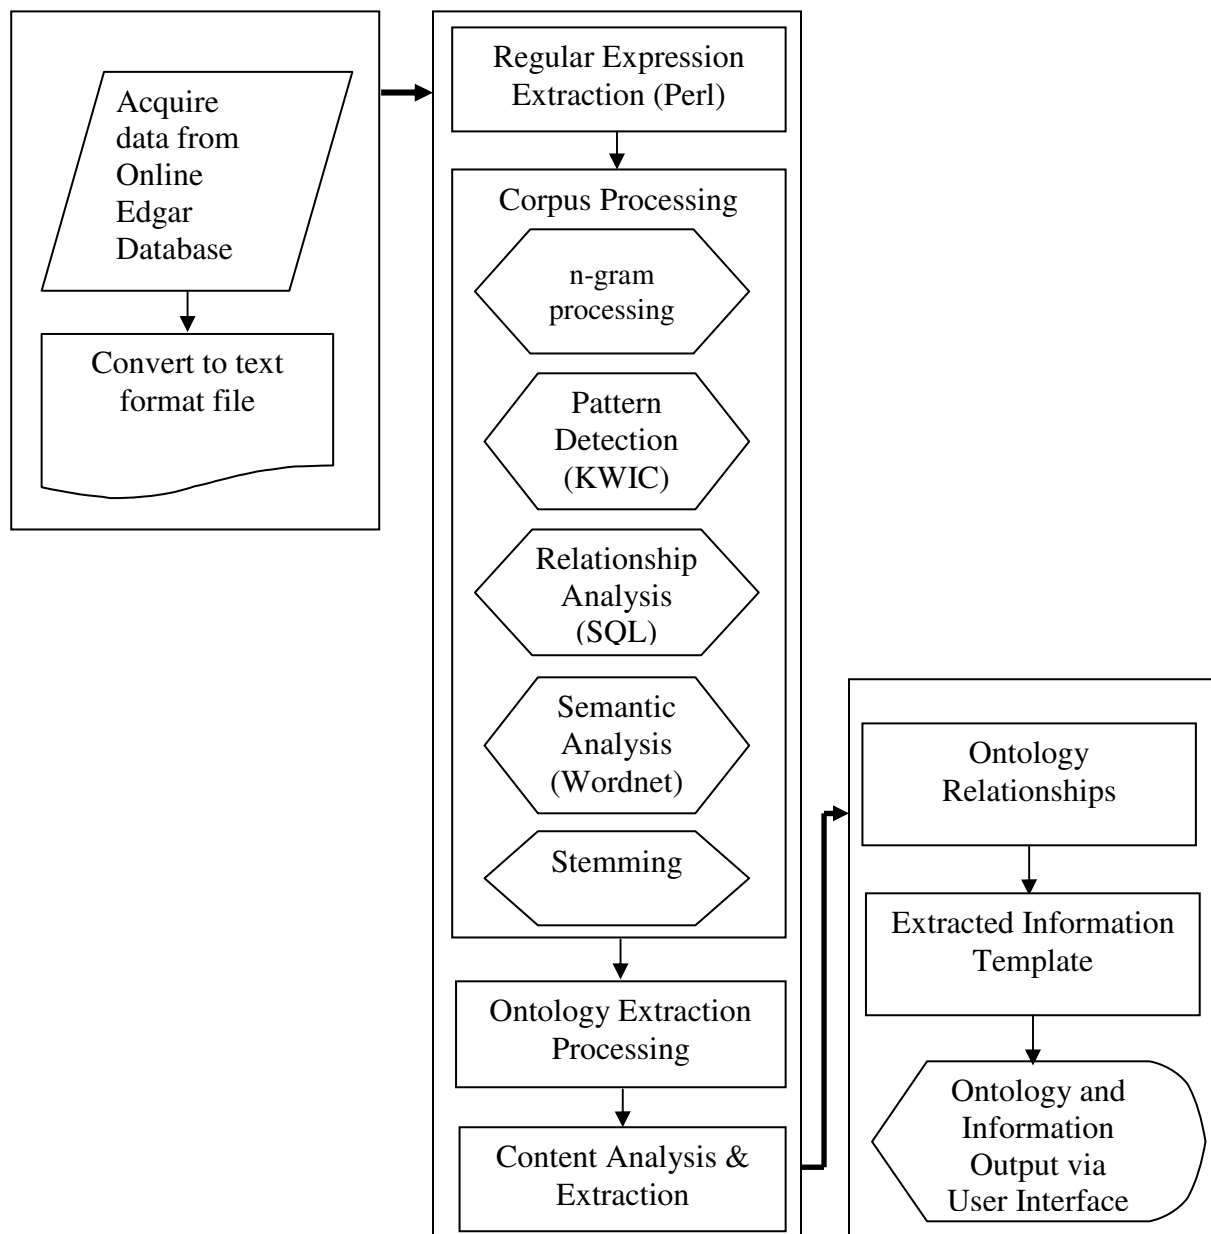 Acquire
data from
Online
Edgar
Database
Convert to text
format file
Regular Expression
Extraction (Perl)
Corpus Processing
n-gram
processing
Pattern
Detection
(KWIC)
Relationship
Analysis
(SQL)
Semantic
Analysis
(Wordnet)
Stemming
Ontology Extraction
Processing
Content Analysis &
Extraction
Ontology
Relationships
Extracted Information
Template
Ontology and
Information
Output via
User Interface